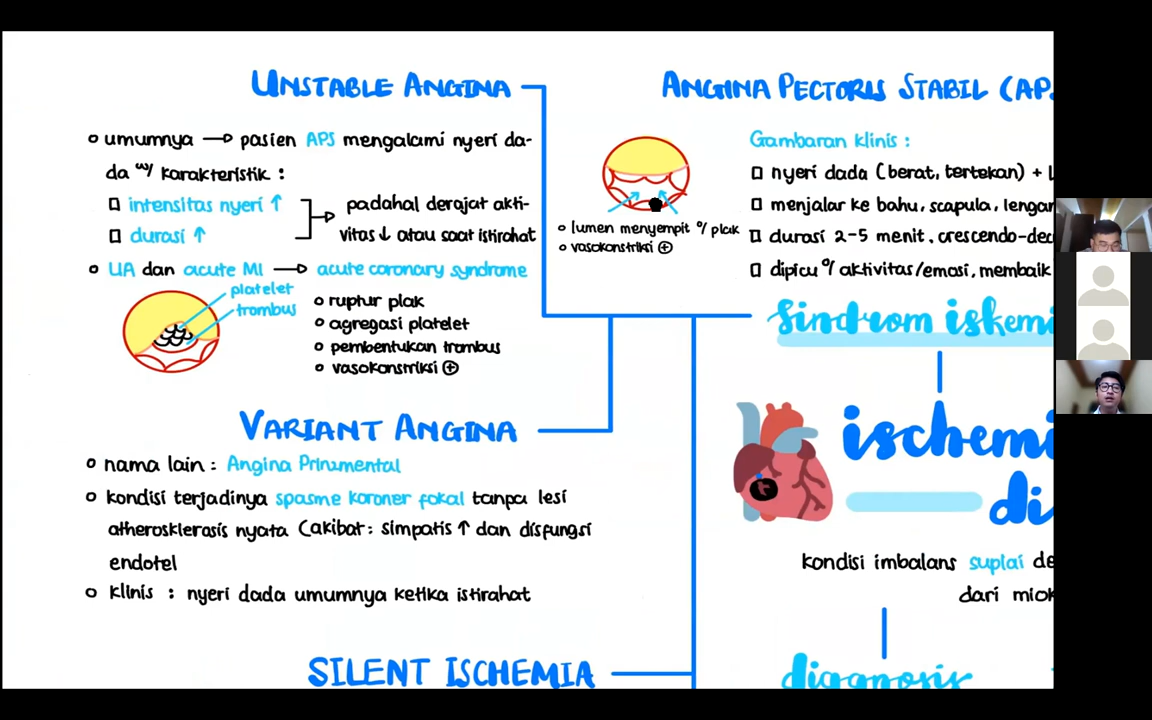 UNSTABLE ANGINA
o umumnya → pasien APS mengalami nyeri da-
da w/ karakteristik :
□ intensitas nyeri ↑
□ durasi ↑
padahal derajat akti-
vitas ↓ atau saat istirahat
o UA dan acute MI → acute coronary syndrome
platelet
trombus
o ruptur plak
o agregasi platelet
o pembentukan trombus
o vasokonstriksi ⊕
VARIANT ANGINA
o nama lain : Angina Prinzmental
o kondisi terjadinya spasme koroner fokal tanpa lesi
atherosklerosis nyata (akibat : simpatis ↑ dan disfungsi
endotel
o klinis : nyeri dada umumnya ketika istirahat
SILENT ISCHEMIA
ANGINA PECTORIS STABIL (AP
o lumen menyempit o/ plak
o vasokonstriksi ⊕
Gambaran klinis :
□ nyeri dada (berat, tertekan) +
□ menjalar ke bahu, scapula, lengan
□ durasi 2-5 menit, crescendo-dec
□ dipicu o/ aktivitas/emosi, membaik
sindrom iskemi
ischemi
di
kondisi imbalans suplai de
dari miok
diagnosis